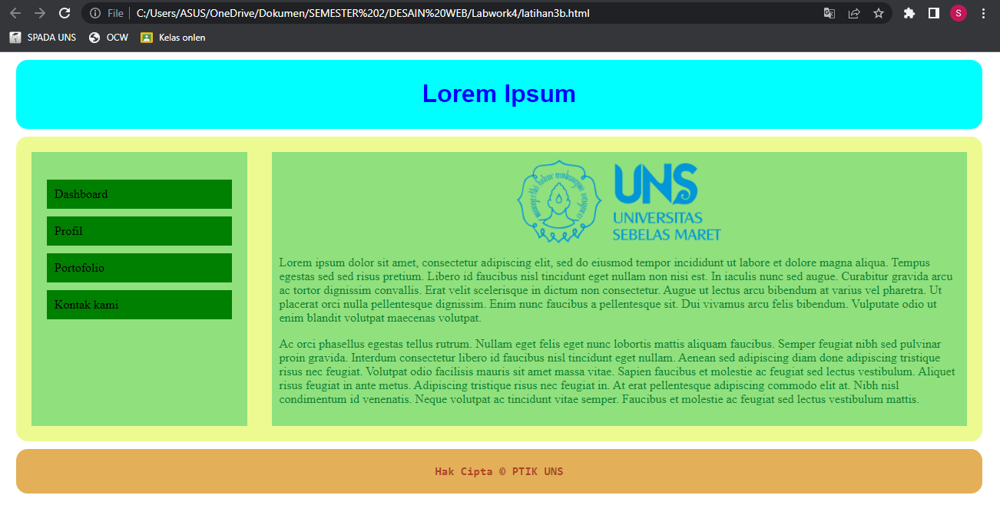 File | C:/Users/ASUS/OneDrive/Dokumen/SEMESTER%202/DESAIN%20WEB/Labwork4/latihan3b.html
S
SPADA UNS
OCW
Kelas onlen
Lorem Ipsum
Dashboard
Profil
Portofolio
Kontak kami
UNS
UNIVERSITAS
SEBELAS MARET
Lorem ipsum dolor sit amet, consectetur adipiscing elit, sed do eiusmod tempor incididunt ut labore et dolore magna aliqua. Tempus
egestas sed sed risus pretium. Libero id faucibus nisl tincidunt eget nullam non nisi est. In iaculis nunc sed augue. Curabitur gravida arcu
ac tortor dignissim convallis. Erat velit scelerisque in dictum non consectetur. Augue ut lectus arcu bibendum at varius vel pharetra. Ut
placerat orci nulla pellentesque dignissim. Enim nunc faucibus a pellentesque sit. Dui vivamus arcu felis bibendum. Vulputate odio ut
enim blandit volutpat maecenas volutpat.
Ac orci phasellus egestas tellus rutrum. Nullam eget felis eget nunc lobortis mattis aliquam faucibus. Semper feugiat nibh sed pulvinar
proin gravida. Interdum consectetur libero id faucibus nisl tincidunt eget nullam. Aenean sed adipiscing diam done adipiscing tristique
risus nec feugiat. Volutpat odio facilisis mauris sit amet massa vitae. Sapien faucibus et molestie ac feugiat sed lectus vestibulum. Aliquet
risus feugiat in ante metus. Adipiscing tristique risus nec feugiat in. At erat pellentesque adipiscing commodo elit at. Nibh nisl
condimentum id venenatis. Neque volutpat ac tincidunt vitae semper. Faucibus et molestie ac feugiat sed lectus vestibulum mattis.
Hak Cipta © PTIK UNS